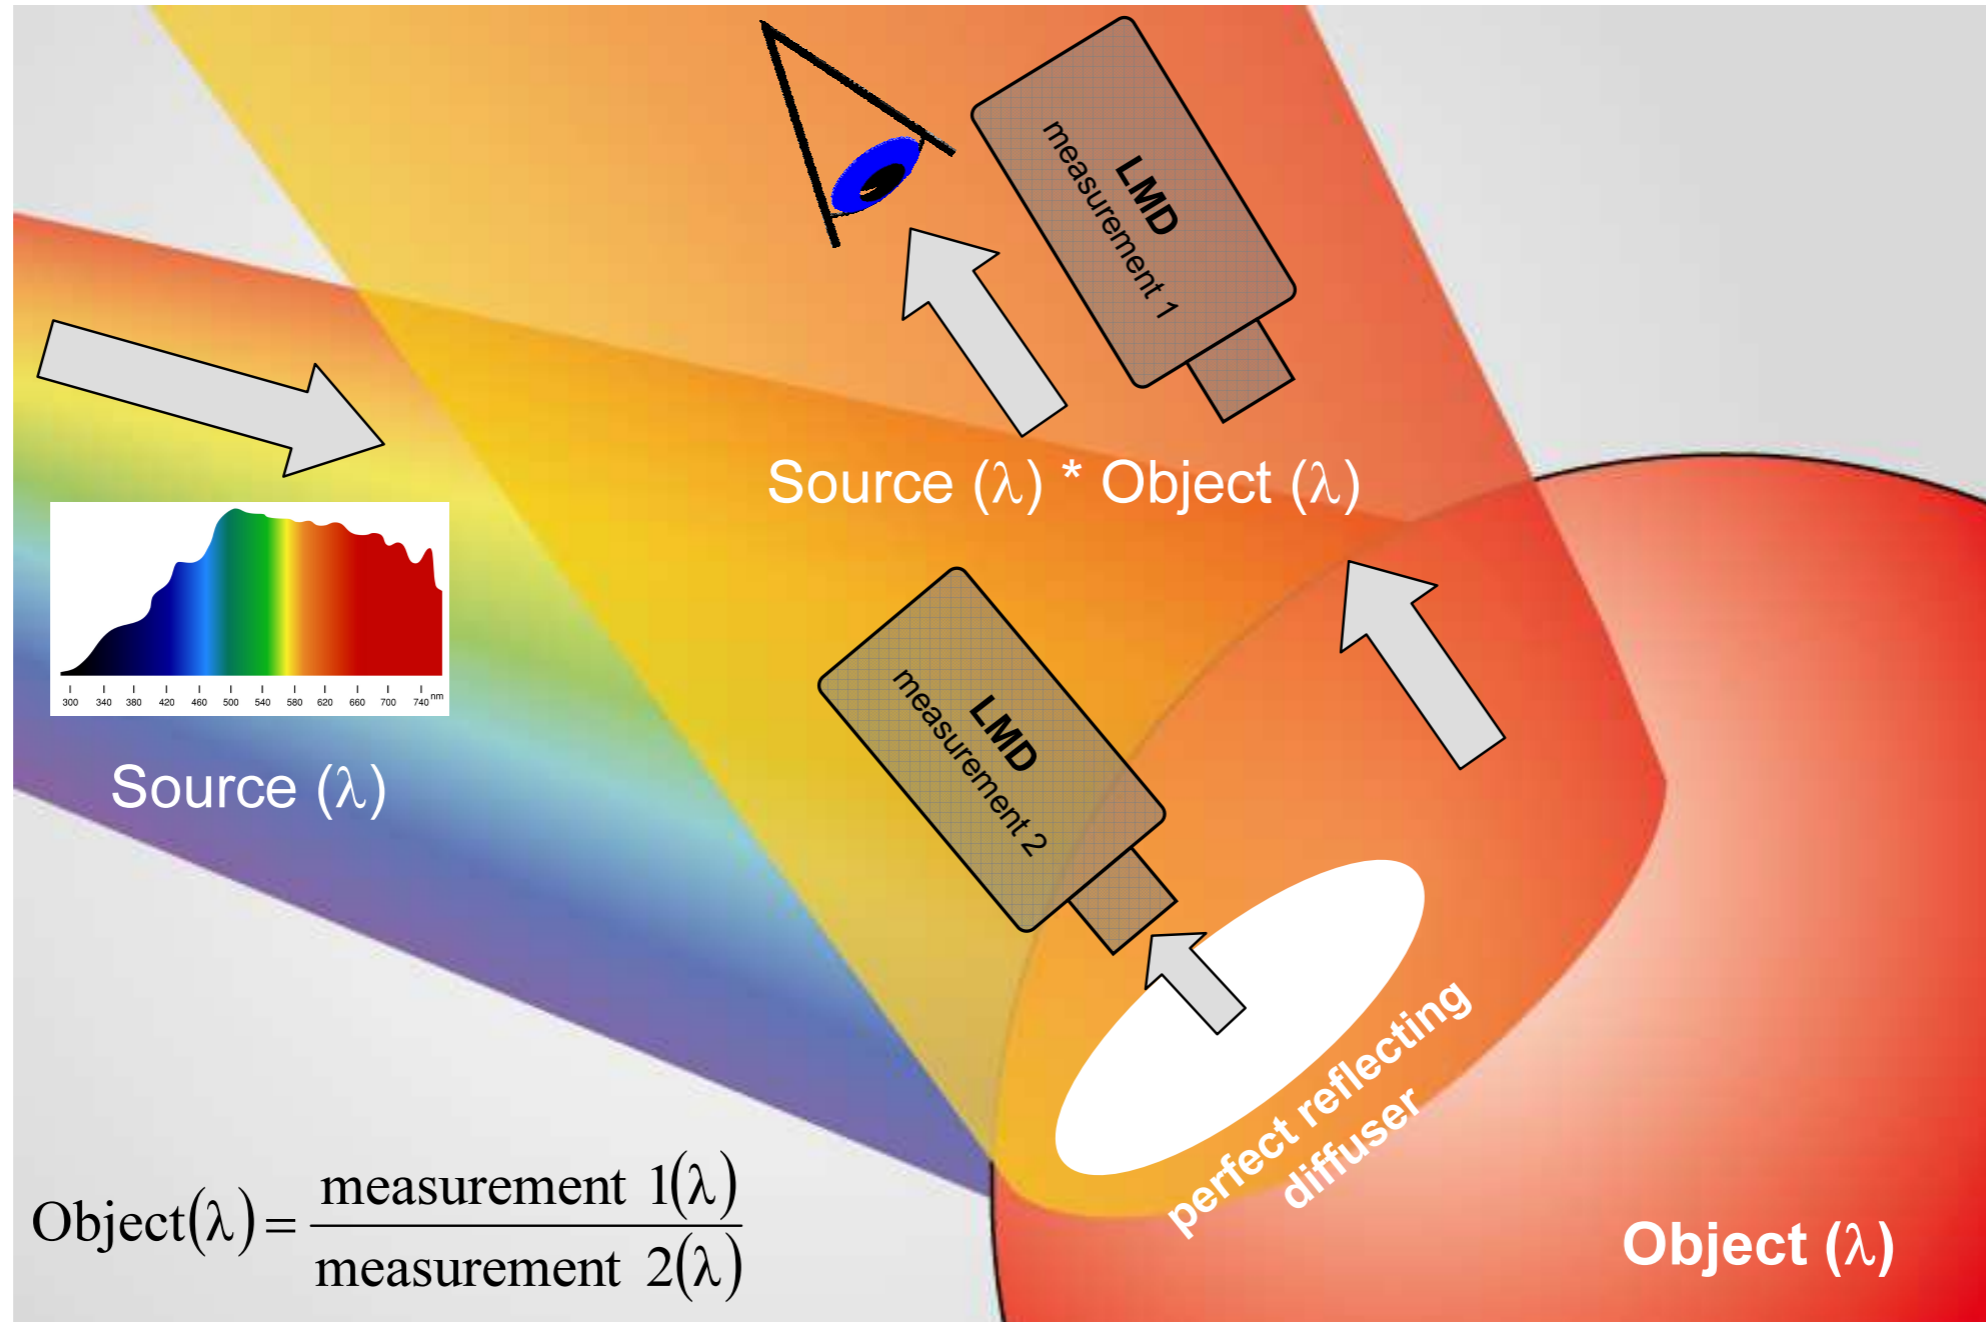 LMD
measurement 1
Source (λ) * Object (λ)
LMD
measurement 2
300 340 380 420 460 500 540 580 620 660 700 740 nm
Source (λ)
perfect reflecting
diffuser
Object(λ) = measurement 1(λ)
measurement 2(λ)
Object (λ)